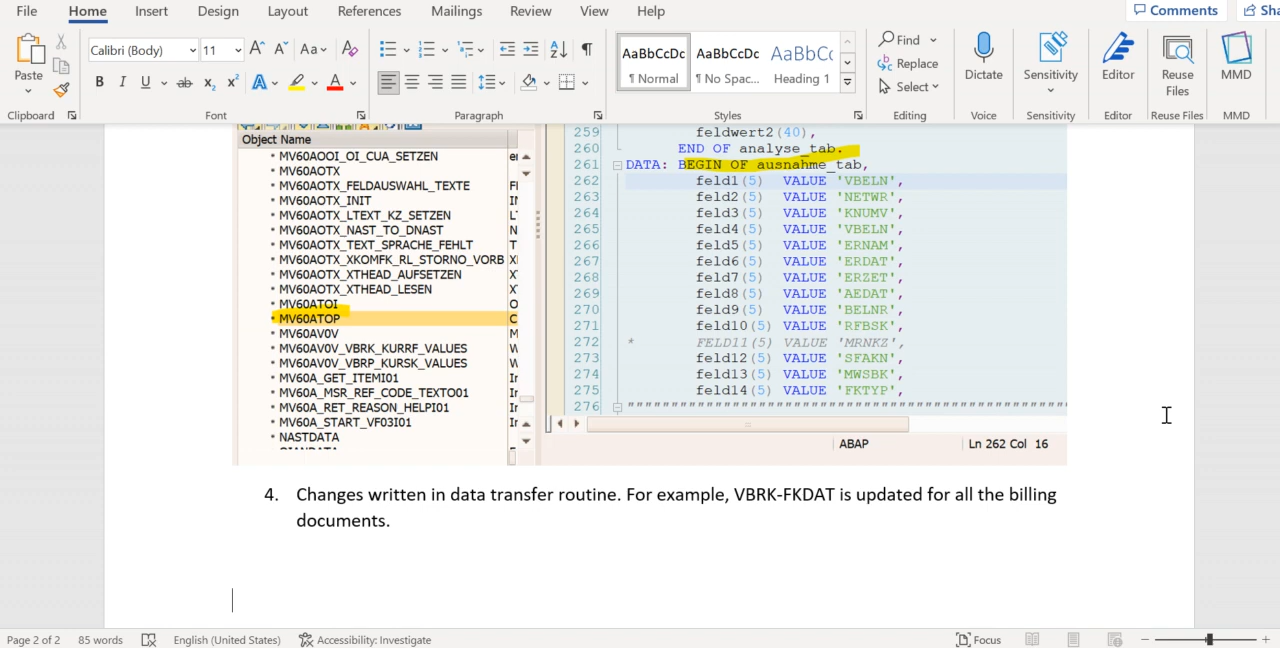 File Home Insert Design Layout References Mailings Review View Help Comments
Calibri (Body) 11 Aa
AaBbCcDc AaBbCcDc AaBbCc
Find
Replace
Select
Paste
B I U ab x₂ x² A A
¶ Normal ¶ No Spac... Heading 1
Dictate Sensitivity Editor Reuse Files MMD
Clipboard Font Paragraph Styles Editing Voice Sensitivity Editor Reuse Files MMD
Object Name
MV60AOOI_OI_CUA_SETZEN
MV60AOTX
MV60AOTX_FELDAUSWAHL_TEXTE
MV60AOTX_INIT
MV60AOTX_LTEXT_KZ_SETZEN
MV60AOTX_NAST_TO_DNAST
MV60AOTX_TEXT_SPRACHE_FEHLT
MV60AOTX_XKOMFK_RL_STORNO_VORB
MV60AOTX_XTHEAD_AUFSETZEN
MV60AOTX_XTHEAD_LESEN
MV60ATOI
MV60ATOP
MV60AV0V
MV60AV0V_VBRK_KURRF_VALUES
MV60AV0V_VBRP_KURSK_VALUES
MV60A_GET_ITEMI01
MV60A_MSR_REF_CODE_TEXTO01
MV60A_RET_REASON_HELPI01
MV60A_START_VF03I01
NASTDATA
259 feldwert2(40),
260 END OF analyse_tab.
261 DATA: BEGIN OF ausnahme_tab,
262 feld1(5) VALUE 'VBELN',
263 feld2(5) VALUE 'NETWR',
264 feld3(5) VALUE 'KNUMV',
265 feld4(5) VALUE 'VBELN',
266 feld5(5) VALUE 'ERNAM',
267 feld6(5) VALUE 'ERDAT',
268 feld7(5) VALUE 'ERZET',
269 feld8(5) VALUE 'AEDAT',
270 feld9(5) VALUE 'BELNR',
271 feld10(5) VALUE 'RFBSK',
272 * FELD11(5) VALUE 'MRNKZ',
273 feld12(5) VALUE 'SFAKN',
274 feld13(5) VALUE 'MWSBK',
275 feld14(5) VALUE 'FKTYP',
276
ABAP Ln 262 Col 16
4. Changes written in data transfer routine. For example, VBRK-FKDAT is updated for all the billing
documents.
Page 2 of 2 85 words English (United States) Accessibility: Investigate Focus